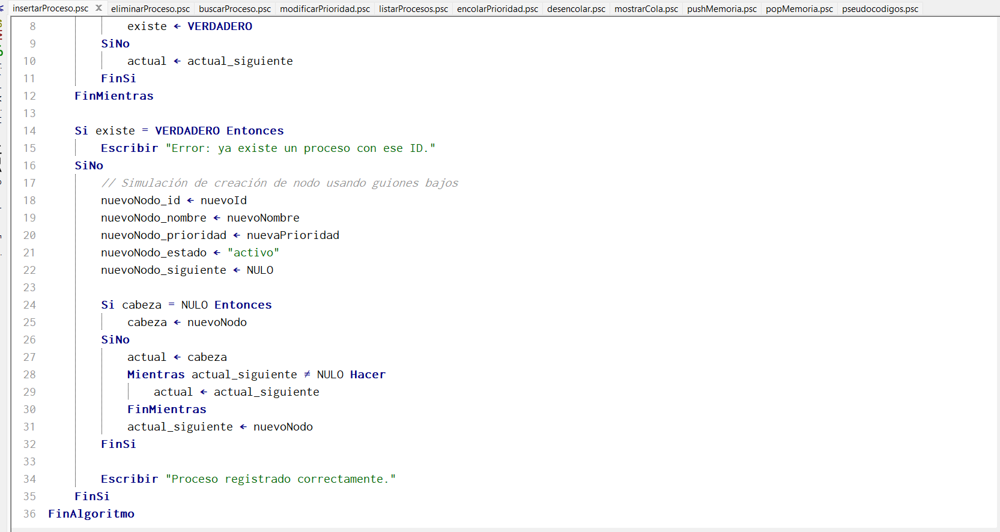 insertarProceso.psc X eliminarProceso.psc buscarProceso.psc modificarPrioridad.psc listarProcesos.psc encolarPrioridad.psc desencolar.psc mostrarCola.psc pushMemoria.psc popMemoria.psc pseudocodigos.psc
8 existe ← VERDADERO
9 SiNo
10 actual ← actual_siguiente
11 FinSi
12 FinMientras
13
14 Si existe = VERDADERO Entonces
15 Escribir "Error: ya existe un proceso con ese ID."
16 SiNo
17 // Simulación de creación de nodo usando guiones bajos
18 nuevoNodo_id ← nuevoId
19 nuevoNodo_nombre ← nuevoNombre
20 nuevoNodo_prioridad ← nuevaPrioridad
21 nuevoNodo_estado ← "activo"
22 nuevoNodo_siguiente ← NULO
23
24 Si cabeza = NULO Entonces
25 cabeza ← nuevoNodo
26 SiNo
27 actual ← cabeza
28 Mientras actual_siguiente ≠ NULO Hacer
29 actual ← actual_siguiente
30 FinMientras
31 actual_siguiente ← nuevoNodo
32 FinSi
33
34 Escribir "Proceso registrado correctamente."
35 FinSi
36 FinAlgoritmo